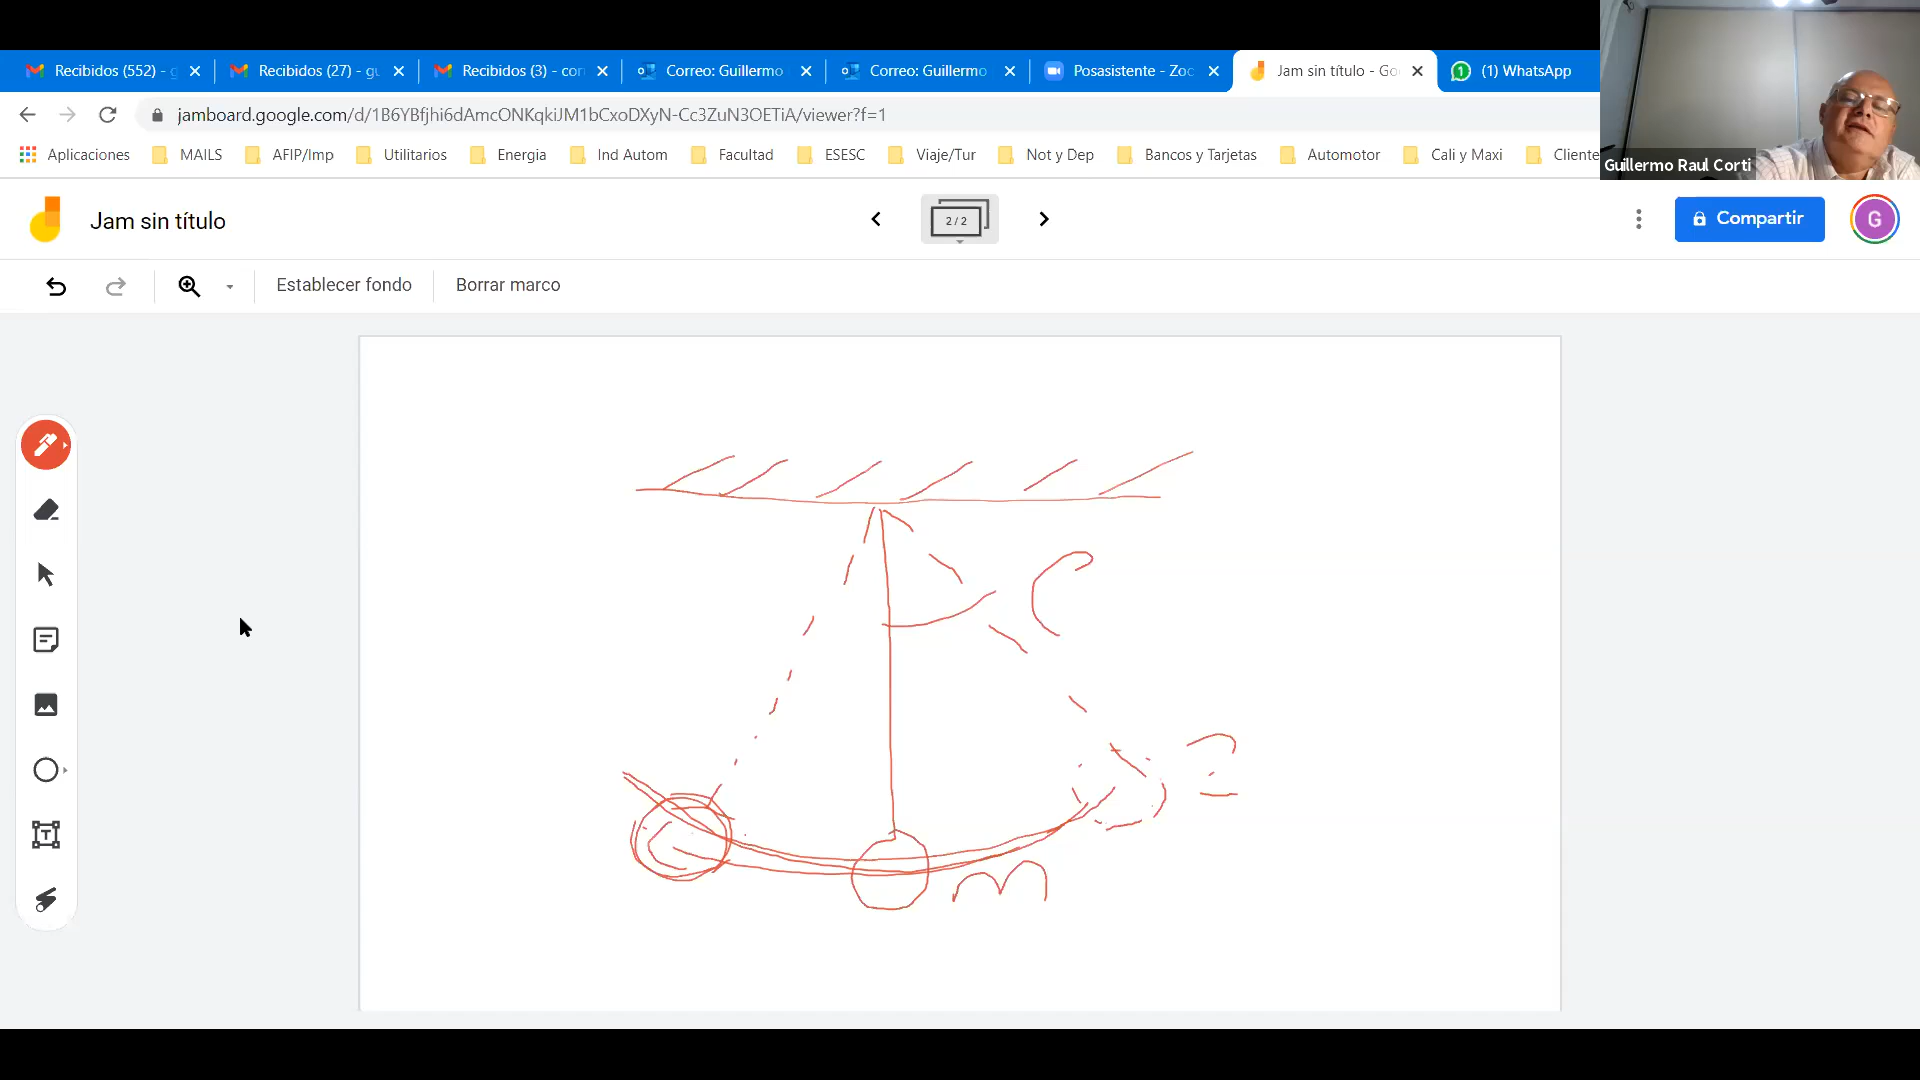 Recibidos (552) - g
Recibidos (27) - gu
Recibidos (3) - cor
Correo: Guillermo
Correo: Guillermo
Posasistente - Zoo
Jam sin título - Go
1 (1) WhatsApp
jamboard.google.com/d/1B6YBfjhi6dAmcONKqkiJM1bCxoDXyN-Cc3ZuN3OETiA/viewer?f=1
Aplicaciones
MAILS
AFIP/Imp
Utilitarios
Energia
Ind Autom
Facultad
ESESC
Viaje/Tur
Not y Dep
Bancos y Tarjetas
Automotor
Cali y Maxi
Cliente
Guillermo Raul Corti
Jam sin título
2 / 2
Compartir
G
Establecer fondo
Borrar marco
T
m